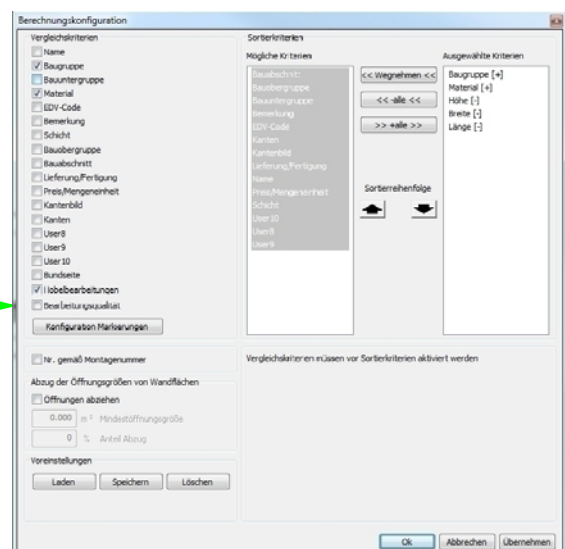 Berechnungskonfiguration
Vergleichskriterien
Name
Baugruppe
Bauuntergruppe
Material
EDV-Code
Bemerkung
Schicht
Bauobergruppe
Bauabschnitt
Lieferung/Fertigung
Preis/Mengeneinheit
Kantenbild
Kanten
User8
User9
User10
Bundseite
Hobelbearbeitungen
Bearbeitungsqualität
Konfiguration Markierungen
Sortierkriterien
Mögliche Kriterien
Bauabschnitt
Bauobergruppe
Bauuntergruppe
Bemerkung
EDV-Code
Kanten
Kantenbild
Lieferung/Fertigung
Name
Preis/Mengeneinheit
Schicht
User10
User8
User9
<< Wegnehmen <<
<< -alle <<
>> +alle >>
Sortierreihenfolge
Ausgewählte Kriterien
Baugruppe [+]
Material [+]
Höhe [-]
Breite [-]
Länge [-]
Nr. gemäß Montagenummer
Abzug der Öffnungsgrößen von Wandflächen
Öffnungen abziehen
0.000 m² Mindestöffnungsgröße
0 % Anteil Abzug
Voreinstellungen
Laden Speichern Löschen
Vergleichskriterien müssen vor Sortierkriterien aktiviert werden
Ok Abbrechen Übernehmen